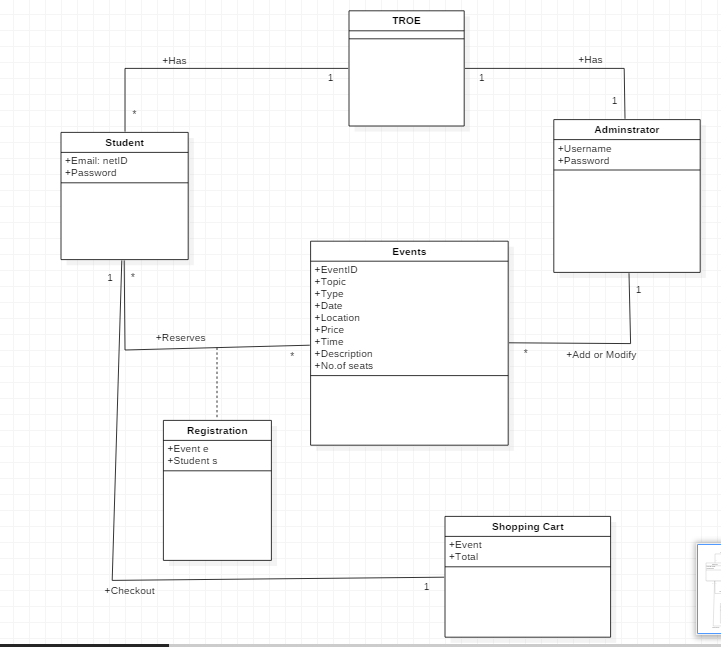 TROE
+Has
+Has
1
1
*
1
Student
+Email: netID
+Password
Adminstrator
+Username
+Password
1
*
Events
+EventID
+Topic
+Type
+Date
+Location
+Price
+Time
+Description
+No.of seats
1
+Reserves
*
*
+Add or Modify
Registration
+Event e
+Student s
Shopping Cart
+Event
+Total
+Checkout
1